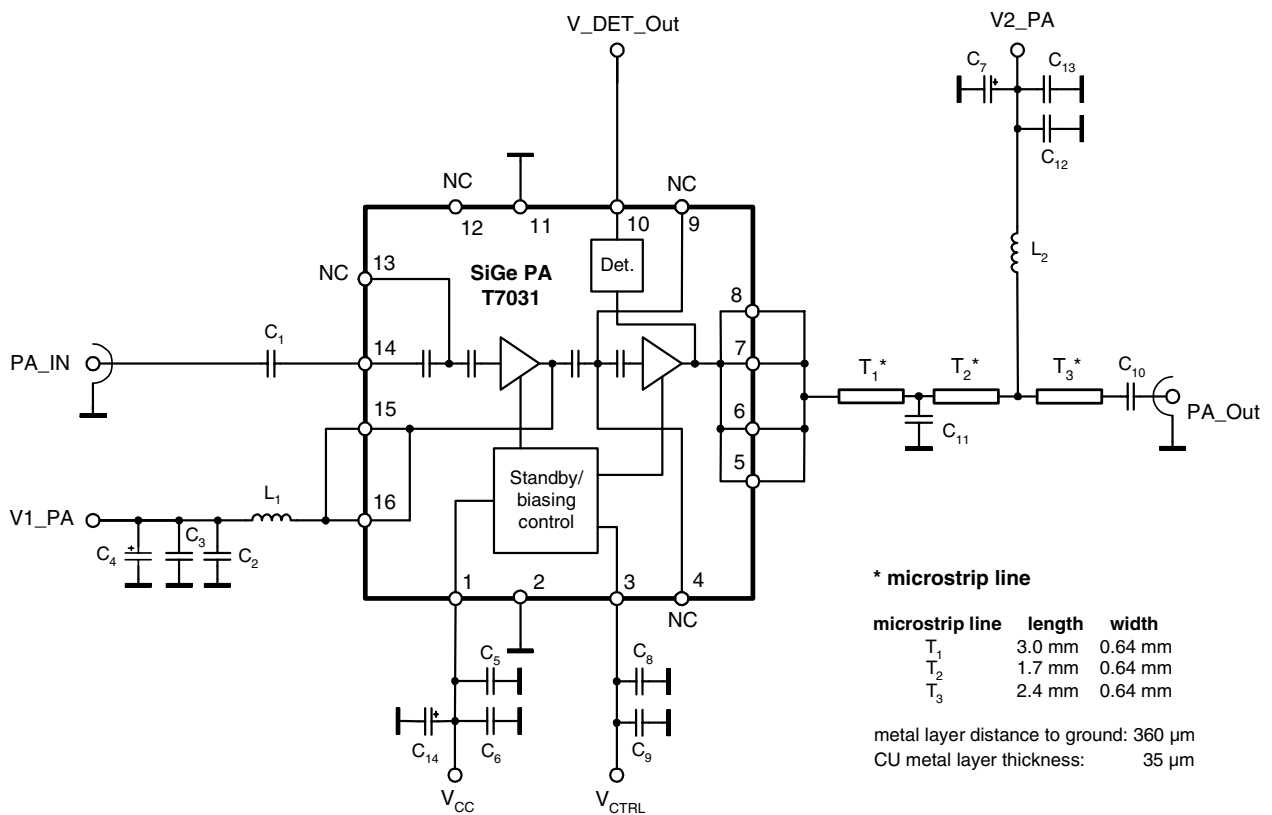 V_DET_Out
V2_PA
C7
C13
C12
NC
NC
12
11
10
9
13
NC
SiGe PA
T7031
Det.
L2
8
C1
14
7
PA_IN
T1*
T2*
T3*
C10
PA_Out
C11
15
6
5
Standby/
biasing
control
L1
16
V1_PA
C4
C3
C2
1
2
3
4
NC
C5
C8
C14
C6
C9
VCC
VCTRL
* microstrip line
microstrip line length width
T1 3.0 mm 0.64 mm
T2 1.7 mm 0.64 mm
T3 2.4 mm 0.64 mm
metal layer distance to ground: 360 µm
CU metal layer thickness: 35 µm